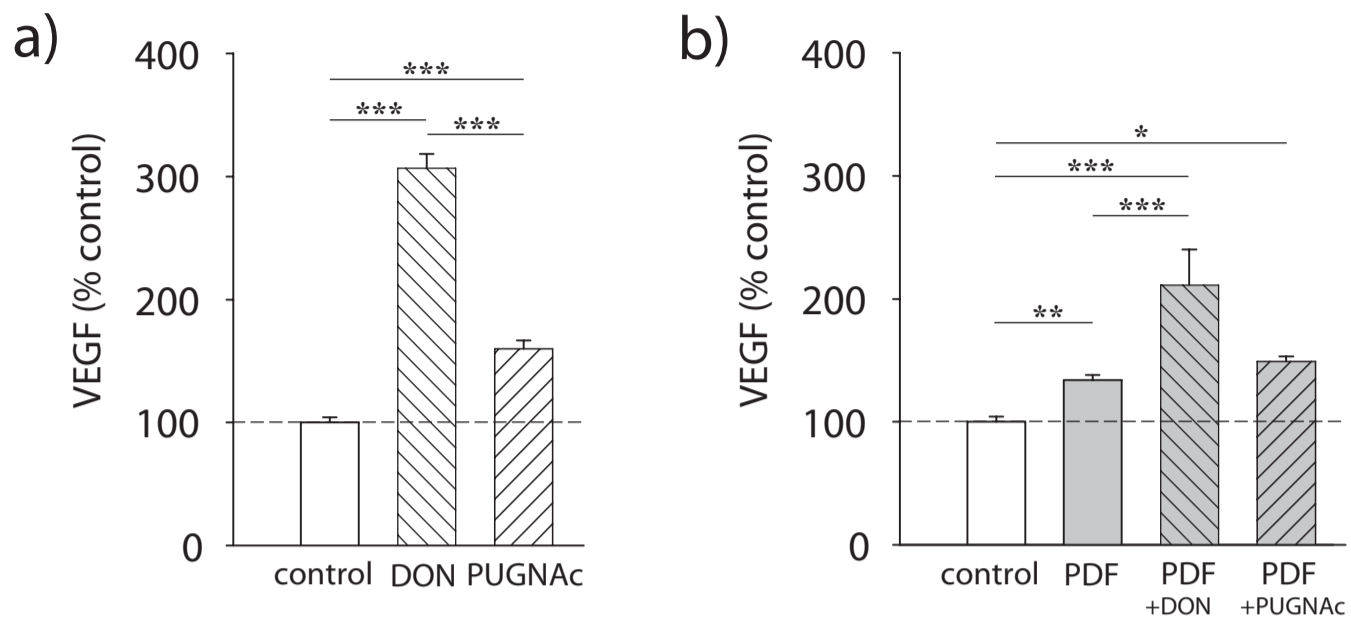 a)
VEGF (% control)
400
300
200
100
0
***
***
***
control DON PUGNAc
b)
VEGF (% control)
400
300
200
100
0
*
***
***
**
control PDF PDF PDF
+DON +PUGNAc